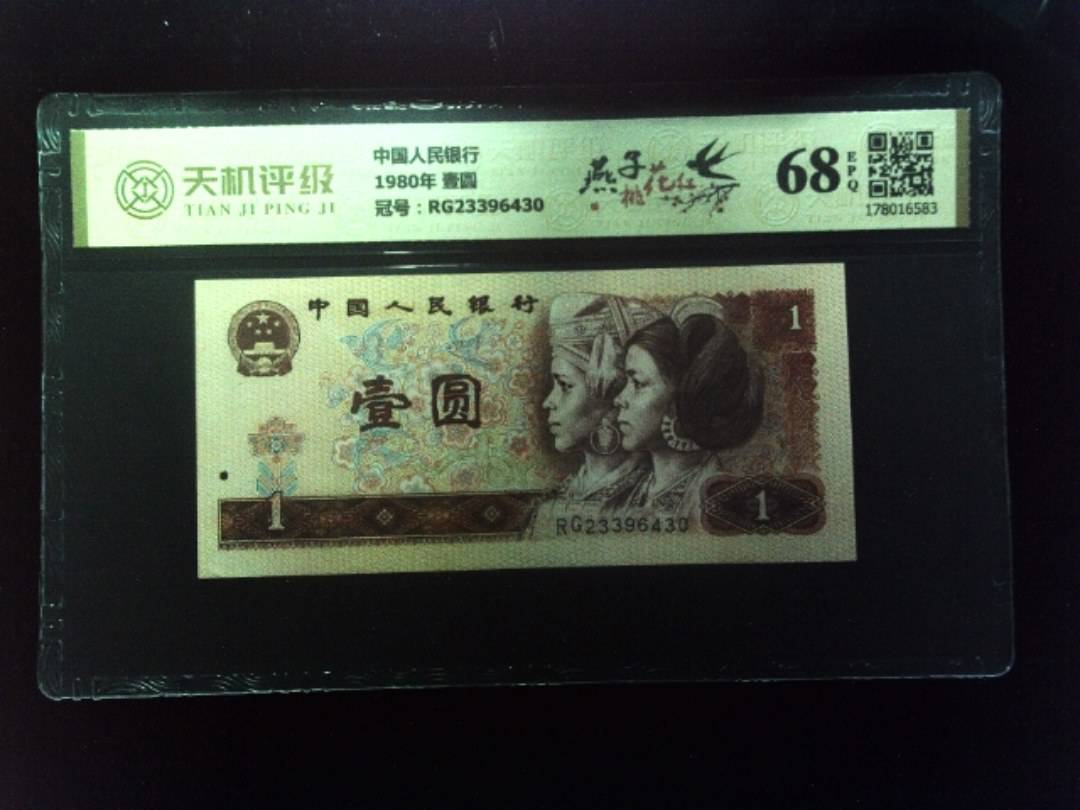 天机评级
TIAN JI PING JI
中国人民银行
1980年 壹圆
冠号：RG23396430
燕子
桃花红
68
EPQ
178016583
中国人民银行
壹圆
1
1
1
RG23396430